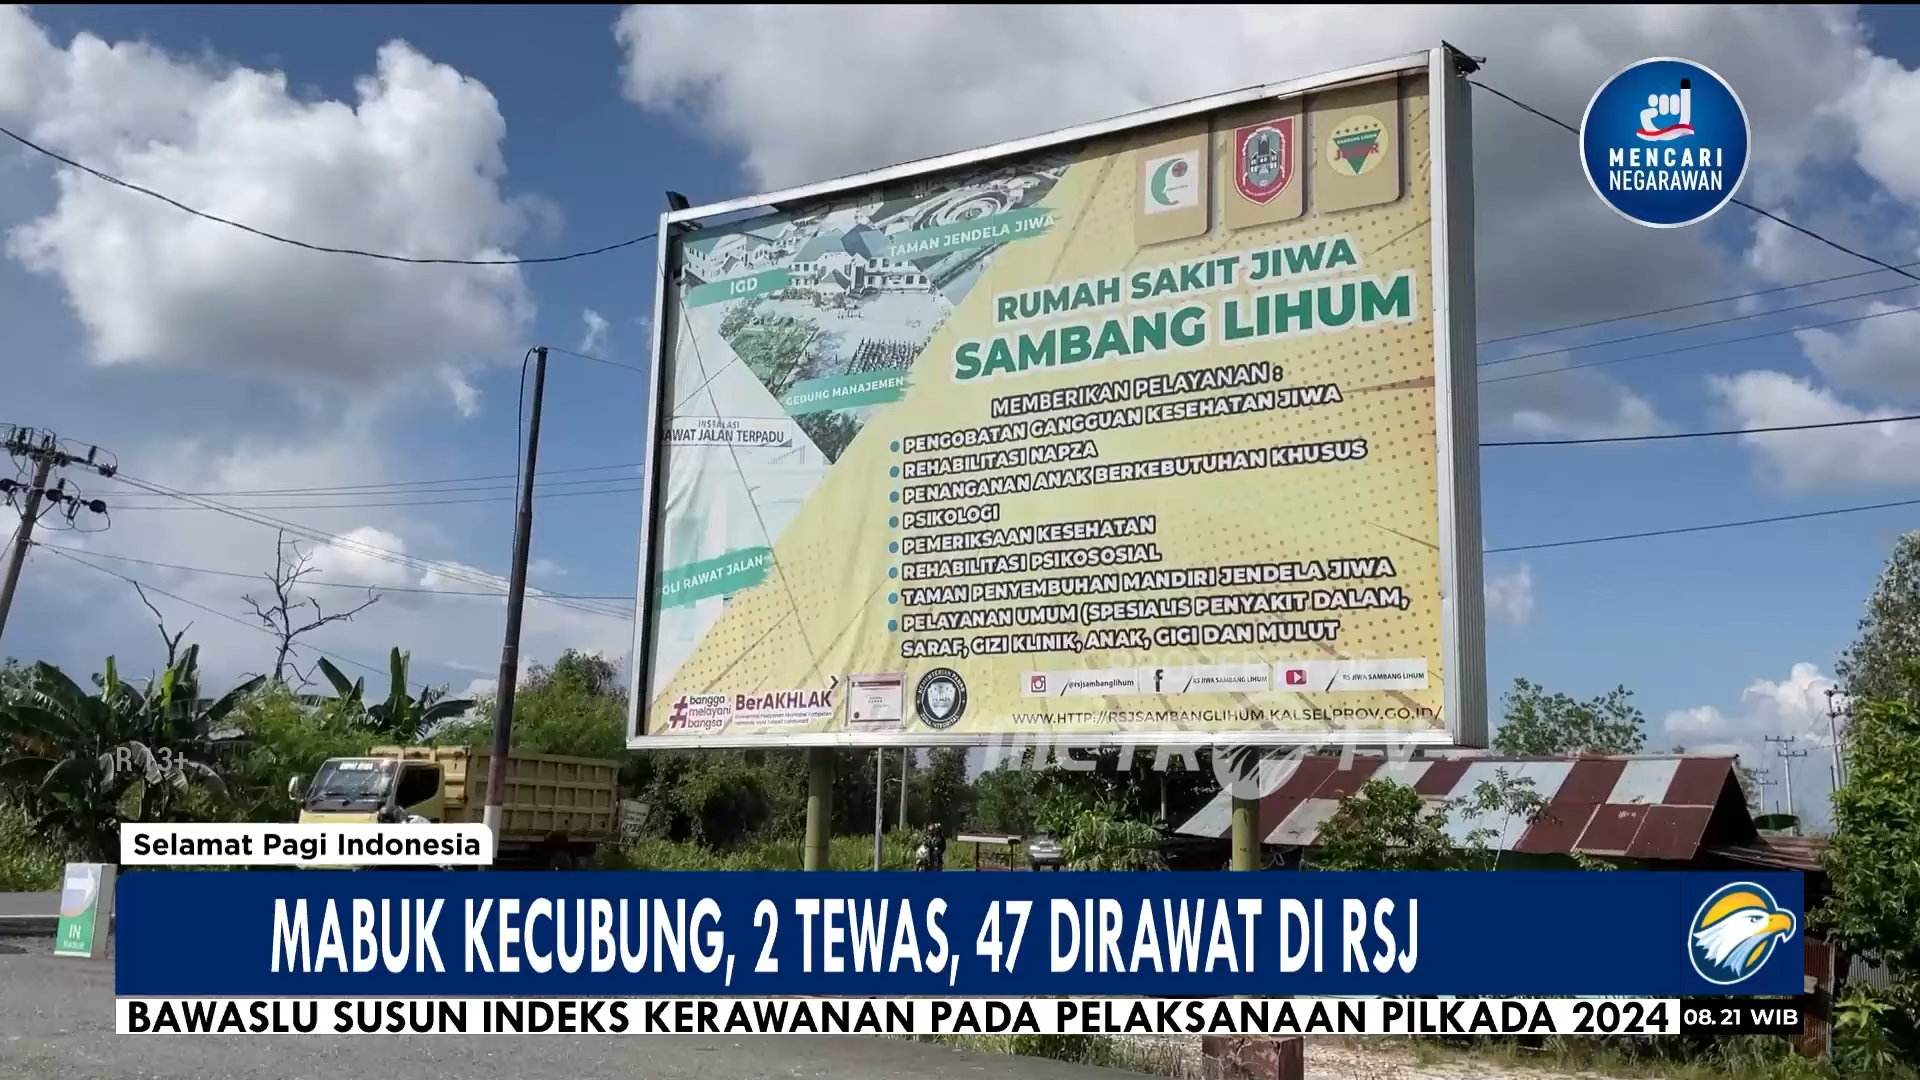 MENCARI
NEGARAWAN
TAMAN JENDELA JIWA
IGD
GEDUNG MANAJEMEN
INSTALASI
RAWAT JALAN TERPADU
POLI RAWAT JALAN
RUMAH SAKIT JIWA
SAMBANG LIHUM
MEMBERIKAN PELAYANAN :
PENGOBATAN GANGGUAN KESEHATAN JIWA
REHABILITASI NAPZA
PENANGANAN ANAK BERKEBUTUHAN KHUSUS
PSIKOLOGI
PEMERIKSAAN KESEHATAN
REHABILITASI PSIKOSOSIAL
TAMAN PENYEMBUHAN MANDIRI JENDELA JIWA
PELAYANAN UMUM (SPESIALIS PENYAKIT DALAM,
SARAF, GIZI KLINIK, ANAK, GIGI DAN MULUT
#bangga
melayani
bangsa
BerAKHLAK
@rsjsambanglihum
RS JIWA SAMBANG LIHUM
RS JIWA SAMBANG LIHUM
WWW.HTTP://RSJSAMBANGLIHUM.KALSELPROV.GO.ID/
METRO TV
R 13+
IN
MASUK
Selamat Pagi Indonesia
MABUK KECUBUNG, 2 TEWAS, 47 DIRAWAT DI RSJ
BAWASLU SUSUN INDEKS KERAWANAN PADA PELAKSANAAN PILKADA 2024
08.21 WIB